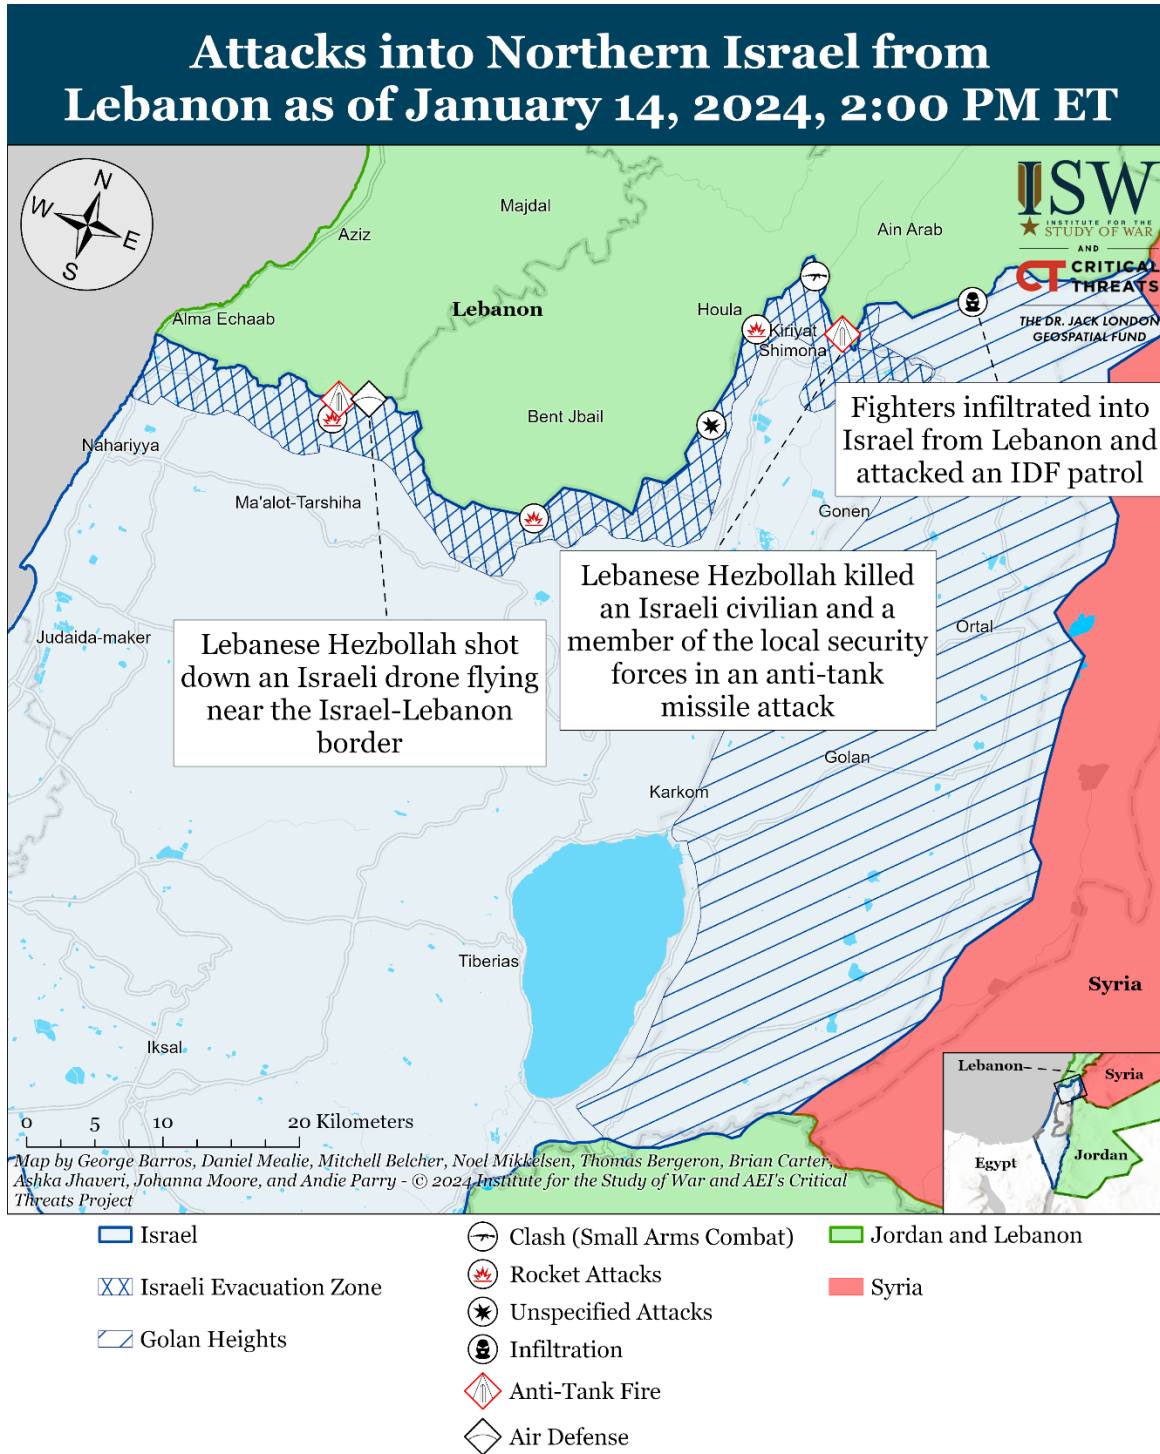 Attacks into Northern Israel from
Lebanon as of January 14, 2024, 2:00 PM ET
N
W
E
S
ISW
INSTITUTE FOR THE
STUDY OF WAR
AND
CT CRITICAL
THREATS
THE DR. JACK LONDON
GEOSPATIAL FUND
Majdal
Aziz
Ain Arab
Lebanon
Houla
Alma Echaab
Kiriyat
Shimona
Bent Jbail
Fighters infiltrated into
Israel from Lebanon and
attacked an IDF patrol
Nahariyya
Ma'alot-Tarshiha
Gonen
Lebanese Hezbollah killed
an Israeli civilian and a
member of the local security
forces in an anti-tank
missile attack
Judaida-maker
Ortal
Lebanese Hezbollah shot
down an Israeli drone flying
near the Israel-Lebanon
border
Golan
Karkom
Tiberias
Syria
Iksal
0 5 10 20 Kilometers
Map by George Barros, Daniel Mealie, Mitchell Belcher, Noel Mikkelsen, Thomas Bergeron, Brian Carter,
Ashka Jhaveri, Johanna Moore, and Andie Parry - © 2024 Institute for the Study of War and AEI's Critical
Threats Project
Lebanon
Syria
Egypt
Jordan
Israel
Israeli Evacuation Zone
Golan Heights
Clash (Small Arms Combat)
Rocket Attacks
Unspecified Attacks
Infiltration
Anti-Tank Fire
Air Defense
Jordan and Lebanon
Syria